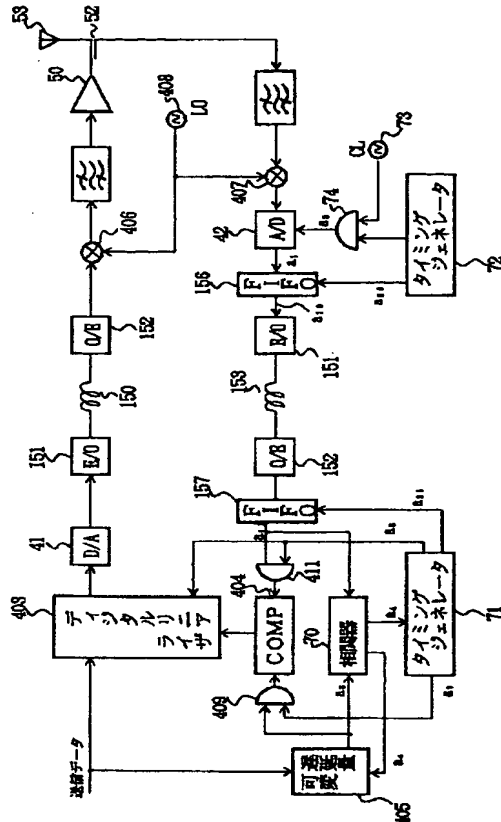 53
52
50
408
LO
406
407
73
CL
74
A/D
42
タイミング
ジェネレータ
72
O/E
152
150
151
E/O
41
D/A
FIFO
156
E/O
151
153
O/E
152
FIFO
157
403
ディジタルリニア
ライザ
404
COMP
411
409
70
相関器
タイミング
ジェネレータ
71
送信データ
可変
遅延量
405